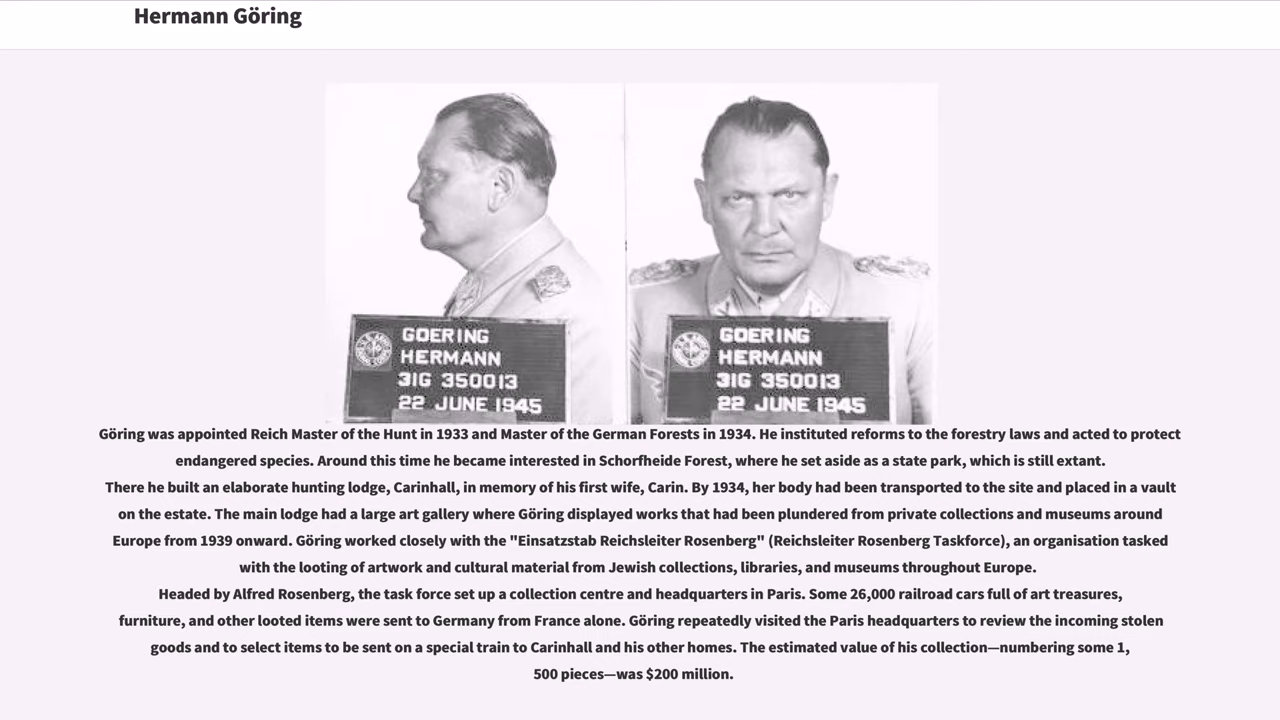 Hermann Göring
GOERING
HERMANN
31G 350013
22 JUNE 1945
GOERING
HERMANN
31G 350013
22 JUNE 1945
Göring was appointed Reich Master of the Hunt in 1933 and Master of the German Forests in 1934. He instituted reforms to the forestry laws and acted to protect
endangered species. Around this time he became interested in Schorfheide Forest, where he set aside as a state park, which is still extant.
There he built an elaborate hunting lodge, Carinhall, in memory of his first wife, Carin. By 1934, her body had been transported to the site and placed in a vault
on the estate. The main lodge had a large art gallery where Göring displayed works that had been plundered from private collections and museums around
Europe from 1939 onward. Göring worked closely with the "Einsatzstab Reichsleiter Rosenberg" (Reichsleiter Rosenberg Taskforce), an organisation tasked
with the looting of artwork and cultural material from Jewish collections, libraries, and museums throughout Europe.
Headed by Alfred Rosenberg, the task force set up a collection centre and headquarters in Paris. Some 26,000 railroad cars full of art treasures,
furniture, and other looted items were sent to Germany from France alone. Göring repeatedly visited the Paris headquarters to review the incoming stolen
goods and to select items to be sent on a special train to Carinhall and his other homes. The estimated value of his collection—numbering some 1,
500 pieces—was $200 million.